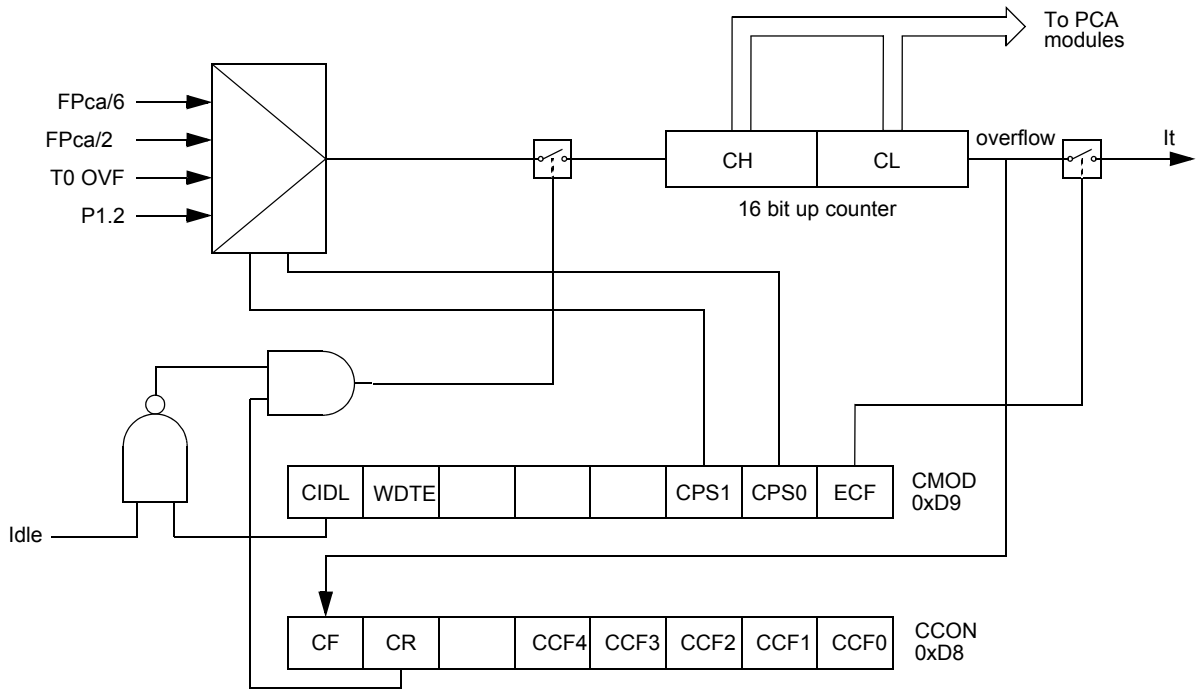 To PCA
modules
FPca/6
FPca/2
T0 OVF
P1.2
CH
CL
overflow
It
16 bit up counter
Idle
CIDL
WDTE
CPS1
CPS0
ECF
CMOD
0xD9
CF
CR
CCF4
CCF3
CCF2
CCF1
CCF0
CCON
0xD8